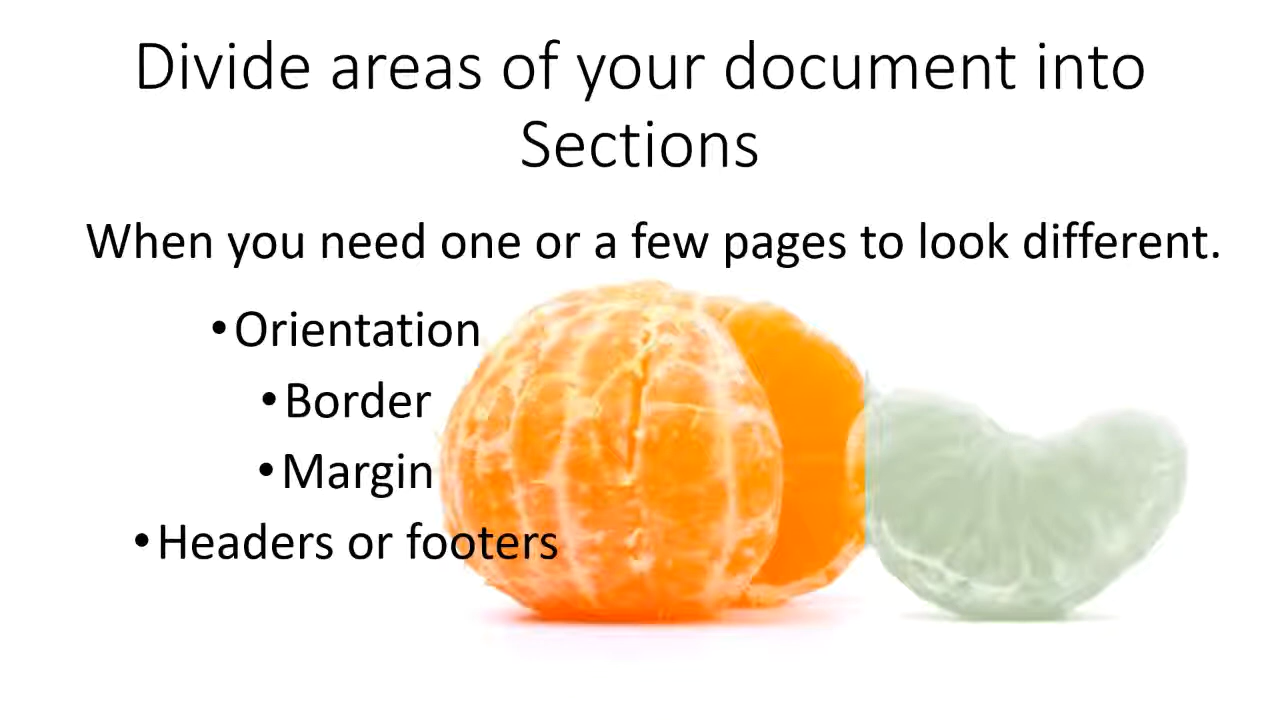 Divide areas of your document into
Sections
When you need one or a few pages to look different.
•Orientation
•Border
•Margin
•Headers or footers